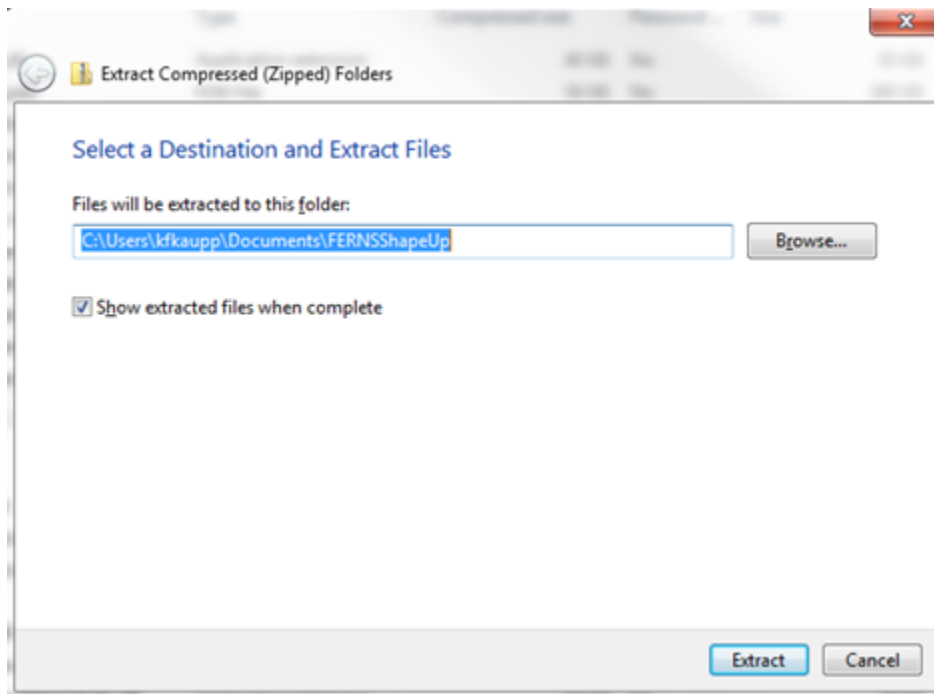 Extract Compressed (Zipped) Folders
Select a Destination and Extract Files
Files will be extracted to this folder:
C:\Users\kfkaupp\Documents\FERNSShapeUp
Browse...
Show extracted files when complete
Extract
Cancel